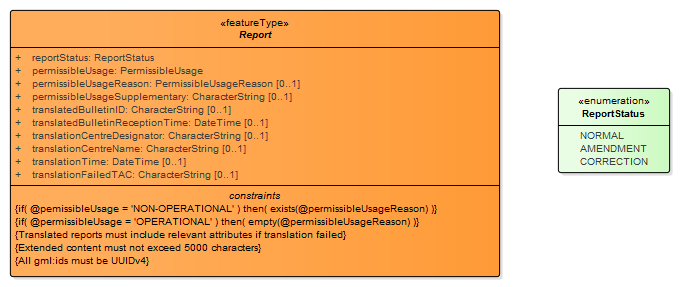 «featureType»
Report
+ reportStatus: ReportStatus
+ permissibleUsage: PermissibleUsage
+ permissibleUsageReason: PermissibleUsageReason [0..1]
+ permissibleUsageSupplementary: CharacterString [0..1]
+ translatedBulletinID: CharacterString [0..1]
+ translatedBulletinReceptionTime: DateTime [0..1]
+ translationCentreDesignator: CharacterString [0..1]
+ translationCentreName: CharacterString [0..1]
+ translationTime: DateTime [0..1]
+ translationFailedTAC: CharacterString [0..1]
constraints
{if( @pemissibleUsage = 'NON-OPERATIONAL' ) then( exists(@permissibleUsageReason) )}
{if( @pemissibleUsage = 'OPERATIONAL' ) then( empty(@permissibleUsageReason) )}
{Translated reports must include relevant attributes if translation failed}
{Extended content must not exceed 5000 characters}
{All gml:ids must be UUIDv4}
«enumeration»
ReportStatus
NORMAL
AMENDMENT
CORRECTION